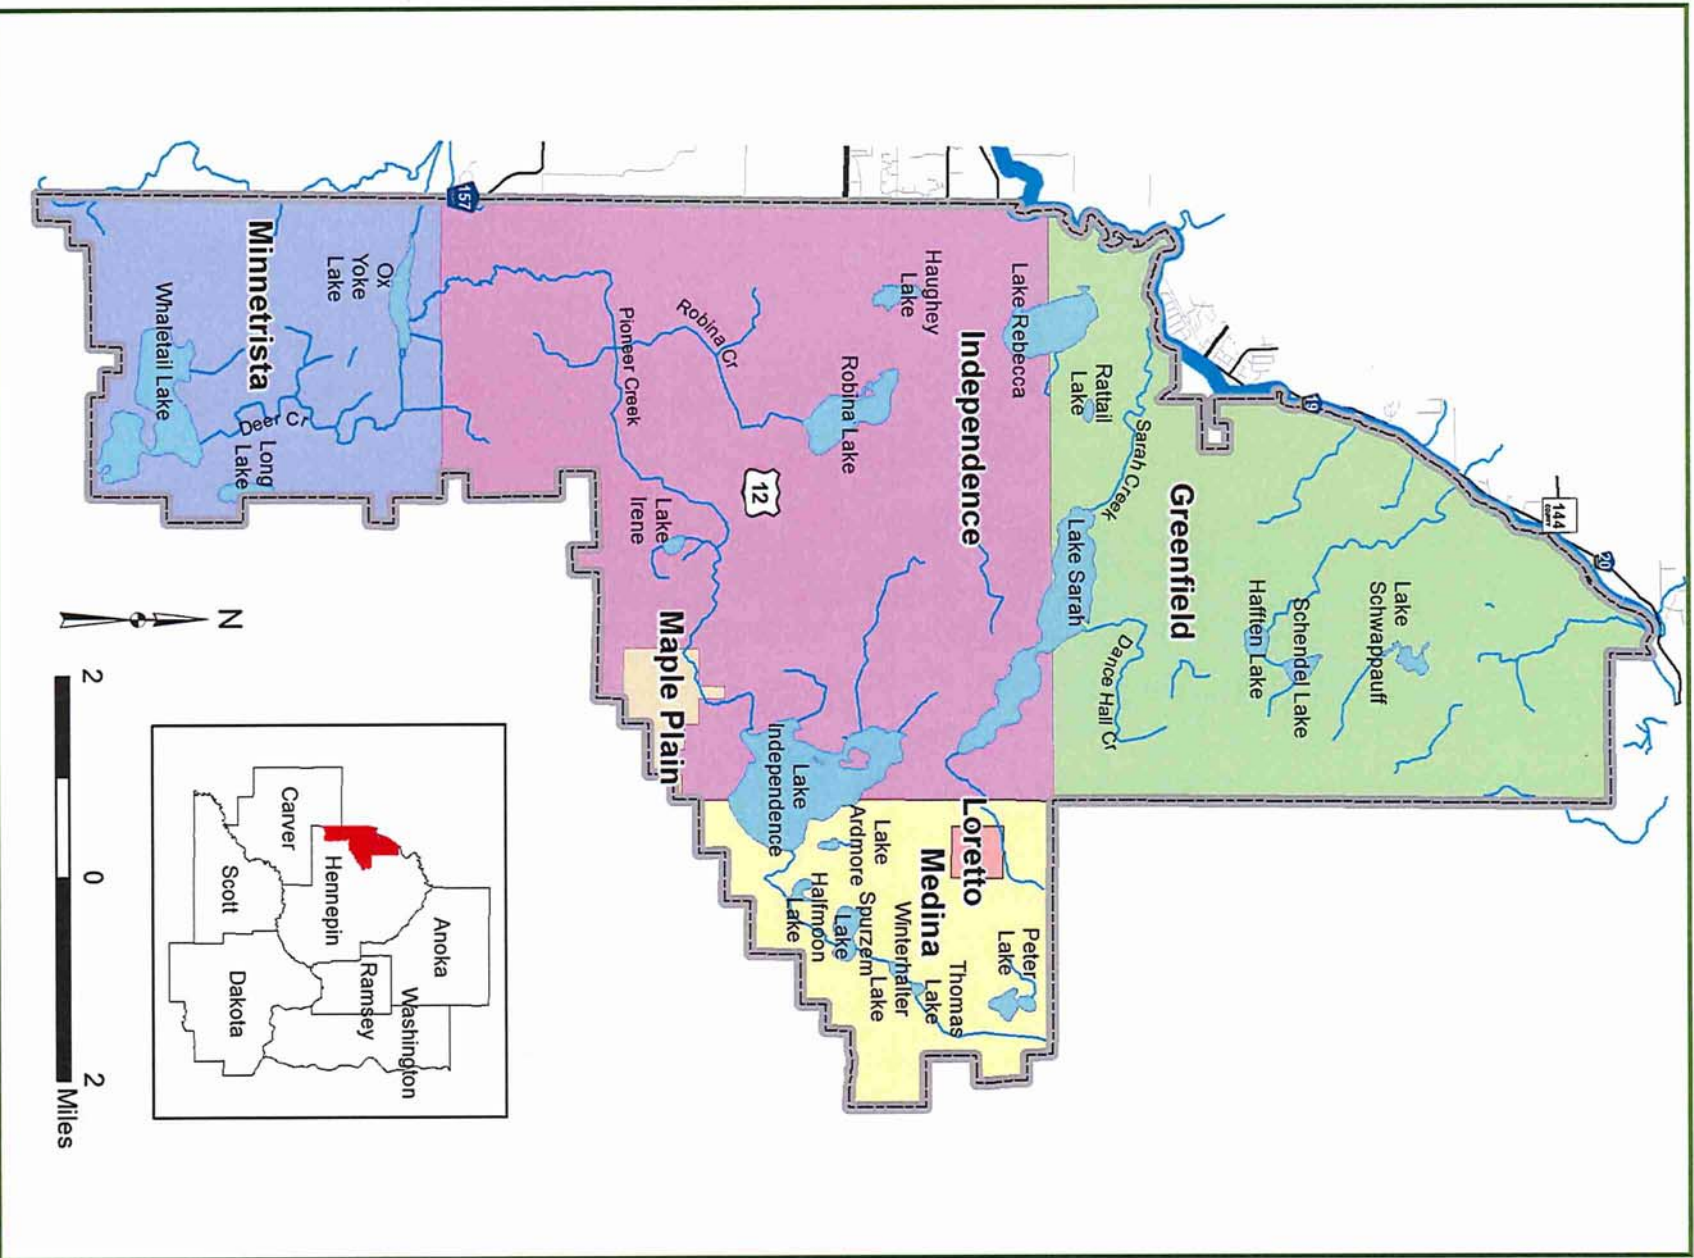 144
COUNTY
20
19
Lake
Schwappauff
Schendel Lake
Hafften Lake
Greenfield
Sarah Creek
Dance Hall Cr
Rattail
Lake
Lake Sarah
Lake Rebecca
Independence
Haughey
Lake
Robina Lake
12
Robina Cr
Pioneer Creek
Lake
Irene
Maple Plain
Lake
Independence
Loretto
Medina
Peter
Lake
Thomas
Lake
Winterhalter
Lake
Spurzem
Lake
Lake
Ardmore
Halfmoon
Lake
157
Ox
Yoke
Lake
Minnetrista
Deer Cr
Long
Lake
Whaletail Lake
N
Anoka
Washington
Ramsey
Hennepin
Carver
Scott
Dakota
2
0
2
Miles